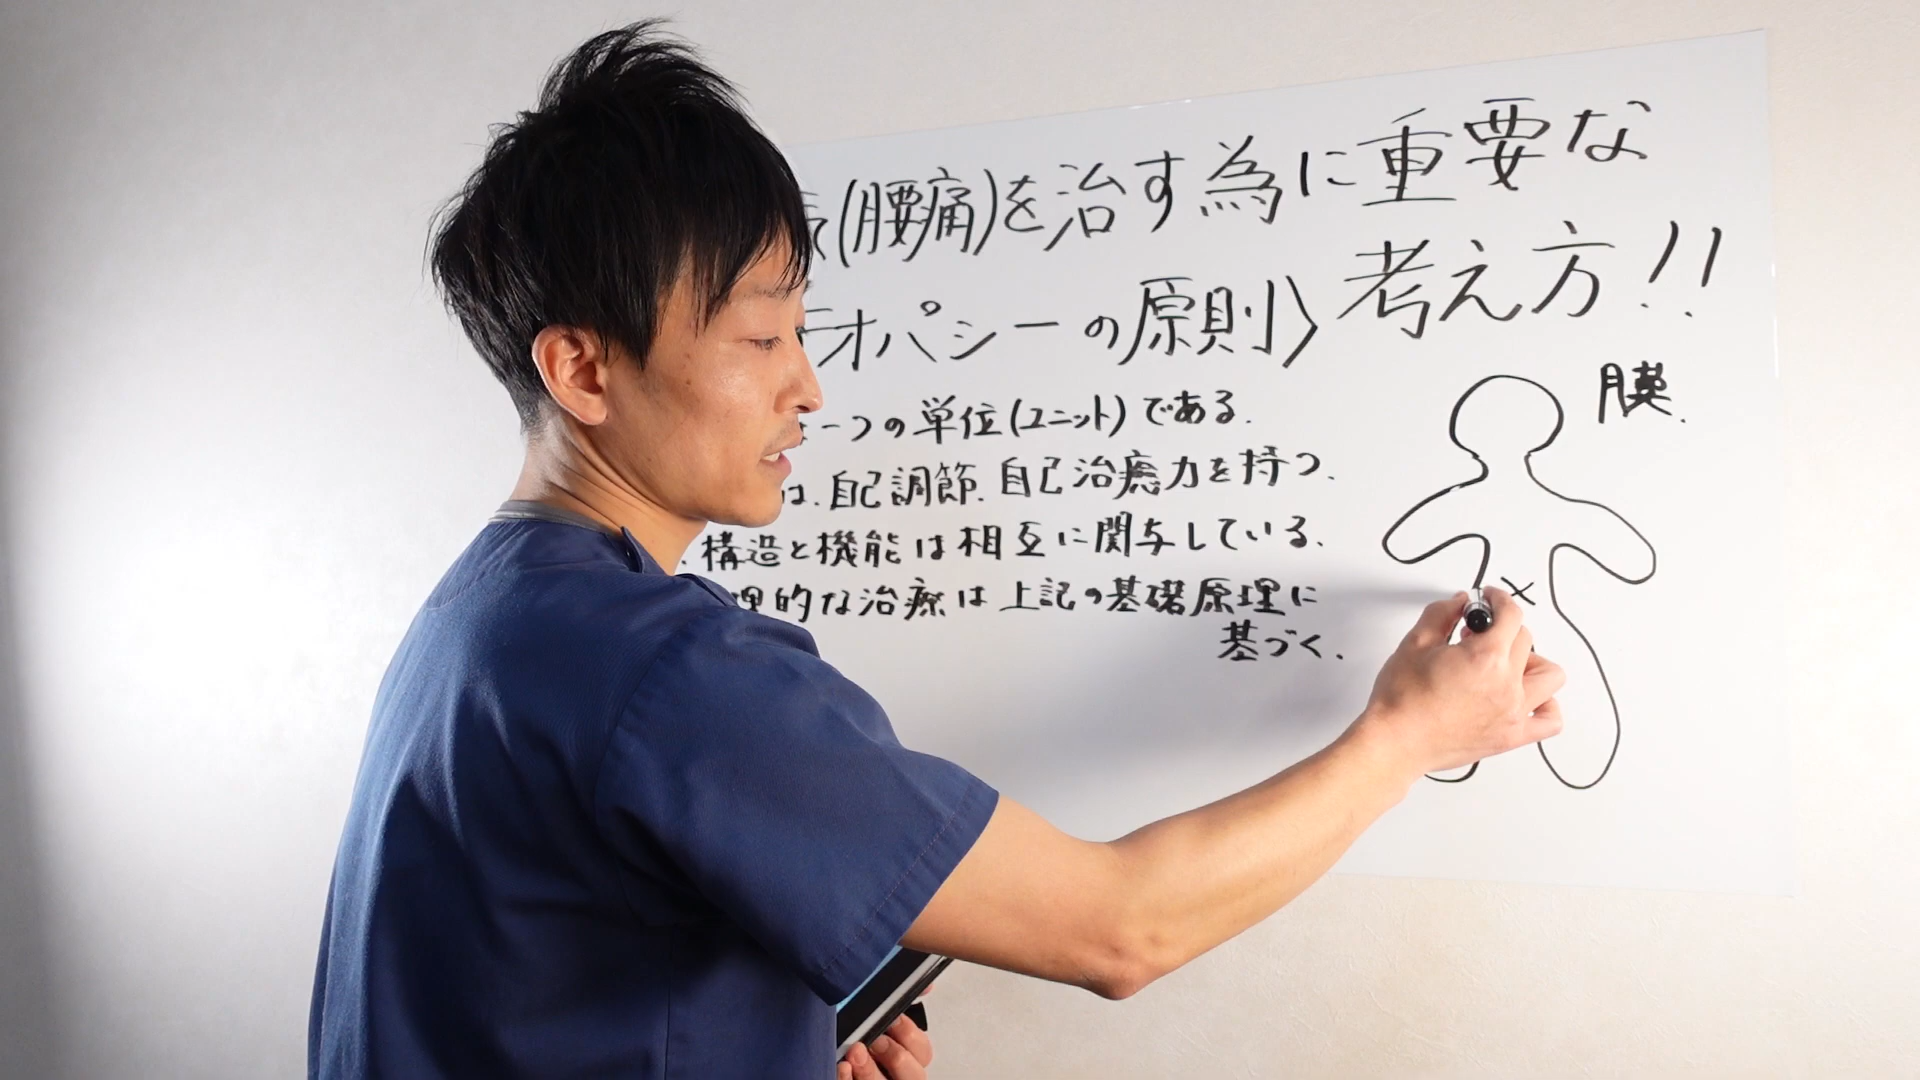 (腰痛)を治す為に重要な
考え方!!
オパシーの原則〉
膜.
一つの単位(ユニット)である.
は.自己調節.自己治癒力を持つ.
.構造と機能は相互に関与している.
理的な治療は上記の基礎原理に
基づく.
×